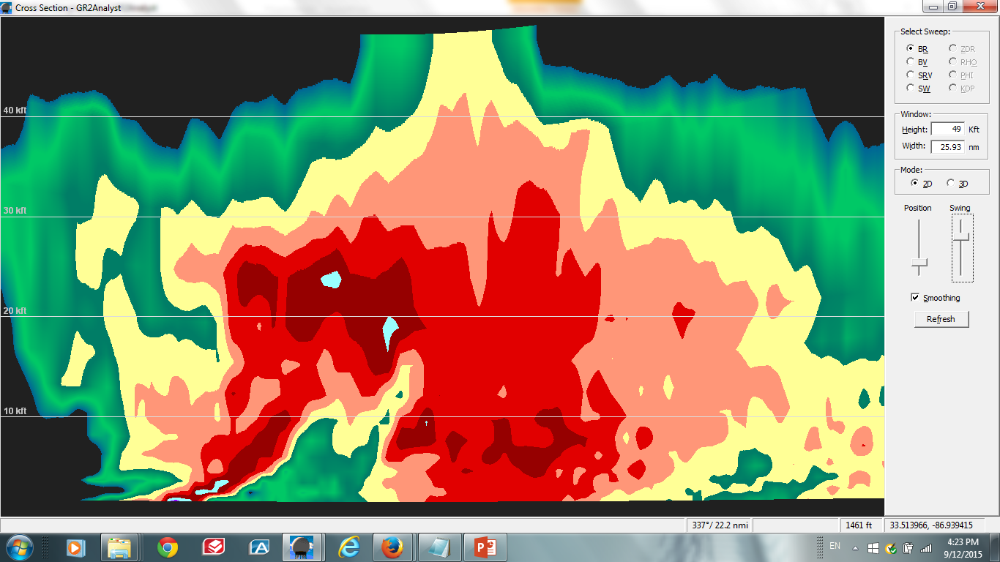 Cross Section - GR2Analyst
Select Sweep:
BR ZDR
BV RHO
SRV PHI
SW KDP
Window:
Height: 49 Kft
Width: 25.93 nm
Mode:
2D 3D
Position Swing
Smoothing
Refresh
40 kft
30 kft
20 kft
10 kft
337°/ 22.2 nmi
1461 ft
33.513966, -86.939415
EN
4:23 PM
9/12/2015